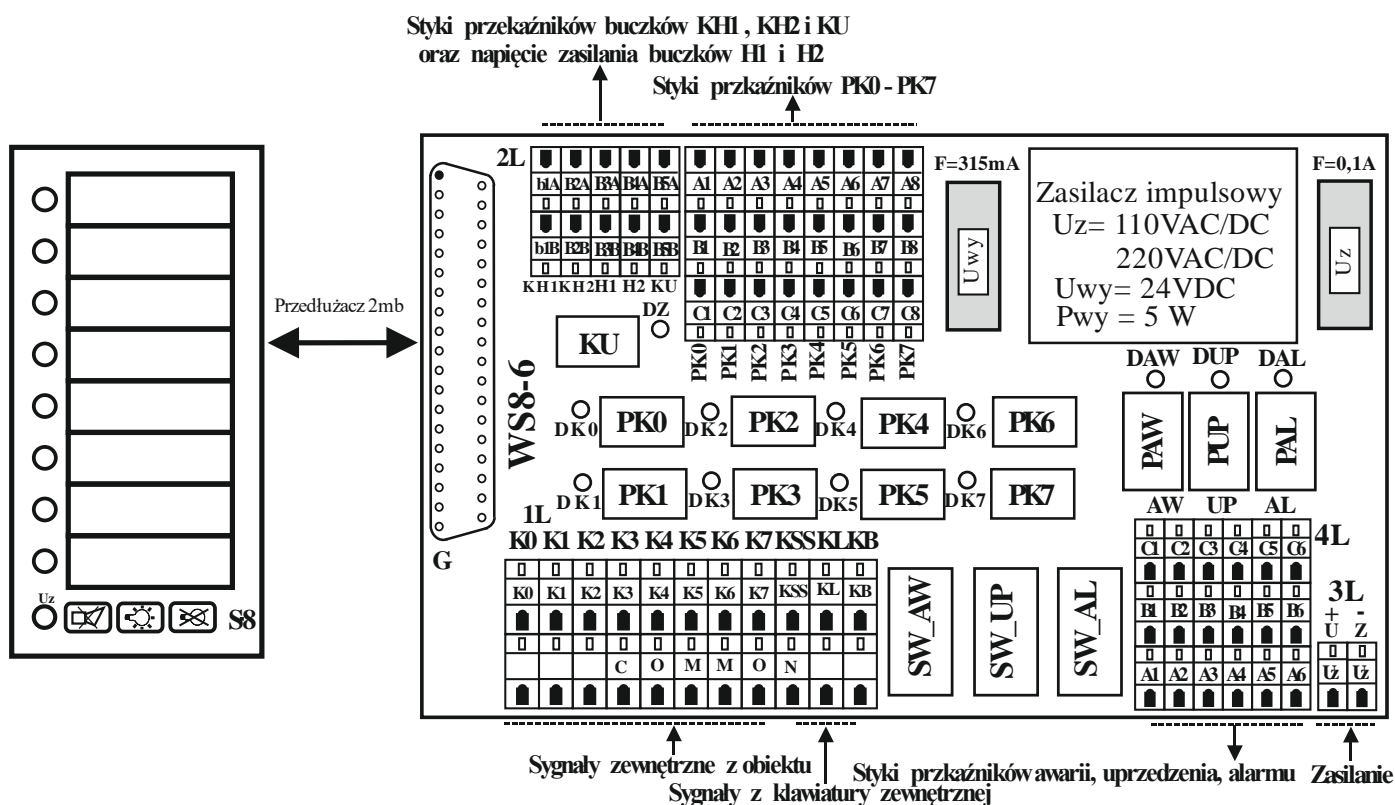 Styki przekaźników buczków KH1 , KH2 i KU
oraz napięcie zasilania buczków H1 i H2
Styki przkaźników PK0 - PK7
2L
b1A B2A B3A B4A B5A
b1B B2B B3B B4B B5B
KH1 KH2 H1 H2 KU
A1 A2 A3 A4 A5 A6 A7 A8
B1 B2 B3 B4 B5 B6 B7 B8
C1 C2 C3 C4 C5 C6 C7 C8
PK0 PK1 PK2 PK3 PK4 PK5 PK6 PK7
F=315mA
Uwy
Zasilacz impulsowy
Uz= 110VAC/DC
220VAC/DC
Uwy= 24VDC
Pwy = 5 W
F=0,1A
Uz
Przedłużacz 2mb
Uz
S8
G
WS8-6
KU
DZ
DK0 PK0 DK2 PK2 DK4 PK4 DK6 PK6
DK1 PK1 DK3 PK3 DK5 PK5 DK7 PK7
DAW DUP DAL
PAW PUP PAL
AW UP AL
1L
K0 K1 K2 K3 K4 K5 K6 K7 KSS KL KB
K0 K1 K2 K3 K4 K5 K6 K7 KSS KL KB
C O M M O N
SW_AW SW_UP SW_AL
4L
C1 C2 C3 C4 C5 C6
B1 B2 B3 B4 B5 B6
A1 A2 A3 A4 A5 A6
3L
+ -
U Z
Uz Uz
Sygnały zewnętrzne z obiektu
Sygnały z klawiatury zewnętrznej
Styki przkaźników awarii, uprzedzenia, alarmu
Zasilanie